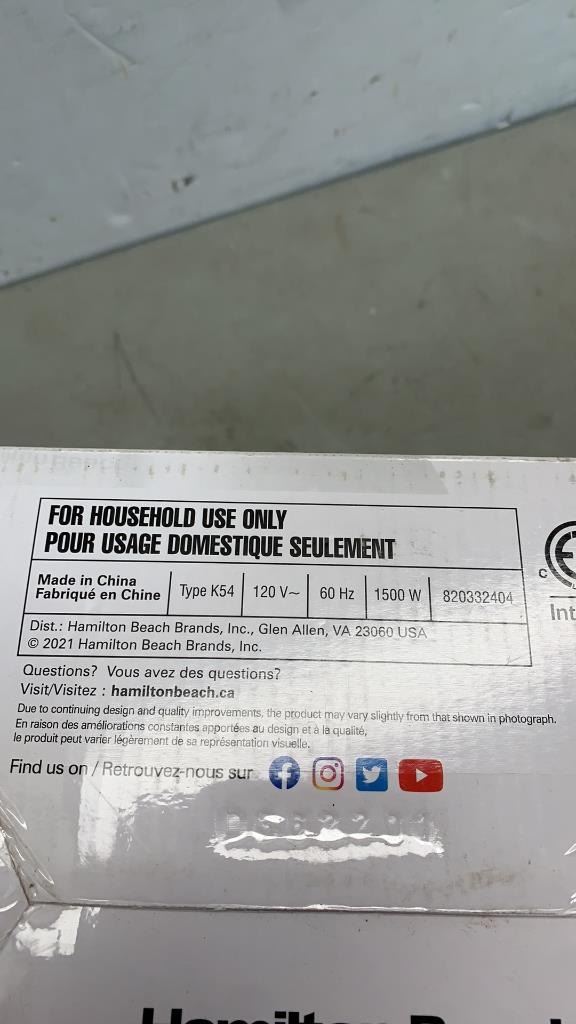 FOR HOUSEHOLD USE ONLY
POUR USAGE DOMESTIQUE SEULEMENT
Made in China
Fabriqué en Chine
Type K54
120 V~
60 Hz
1500 W
820332404
Dist.: Hamilton Beach Brands, Inc., Glen Allen, VA 23060 USA
© 2021 Hamilton Beach Brands, Inc.
Questions? Vous avez des questions?
Visit/Visitez : hamiltonbeach.ca
Due to continuing design and quality improvements, the product may vary slightly from that shown in photograph.
En raison des améliorations constantes apportées au design et à la qualité,
le produit peut varier légèrement de sa représentation visuelle.
Find us on / Retrouvez-nous sur
C
Int
Hamilton Beach